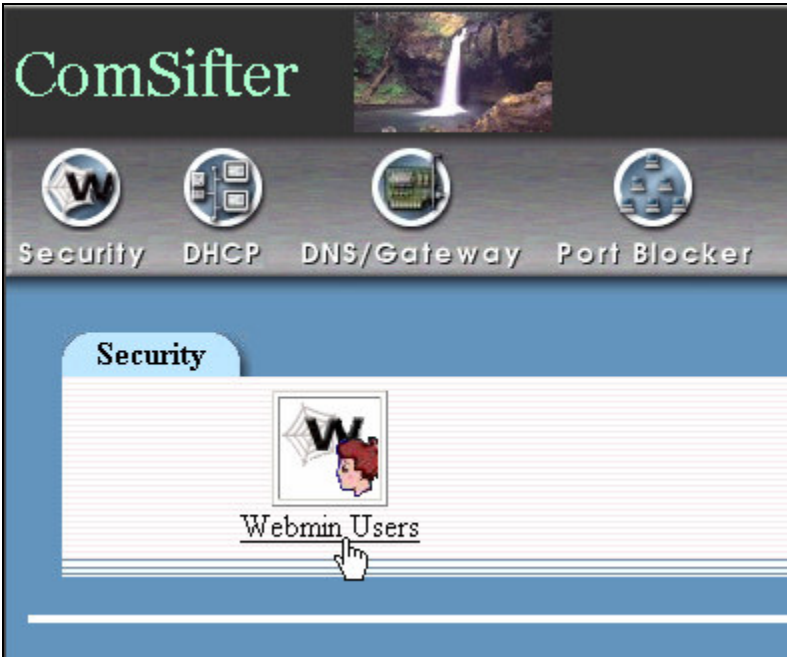 ComSifter
Security DHCP DNS/Gateway Port Blocker
Security
W
Webmin Users